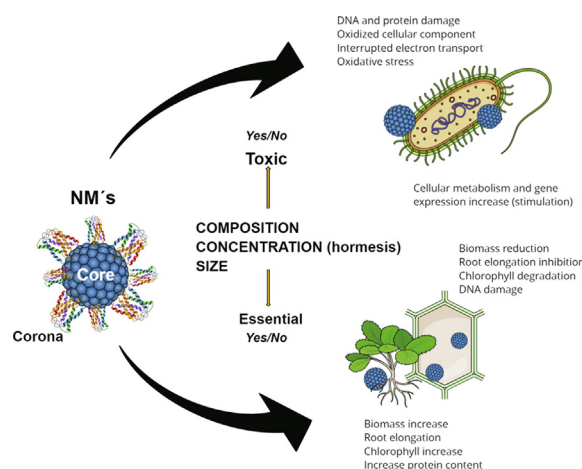 DNA and protein damage
Oxidized cellular component
Interrupted electron transport
Oxidative stress
Yes/No
Toxic
NM´s
Cellular metabolism and gene
expression increase (stimulation)
COMPOSITION
CONCENTRATION (hormesis)
SIZE
Core
Corona
Biomass reduction
Root elongation inhibition
Chlorophyll degradation
DNA damage
Essential
Yes/No
Biomass increase
Root elongation
Chlorophyll increase
Increase protein content